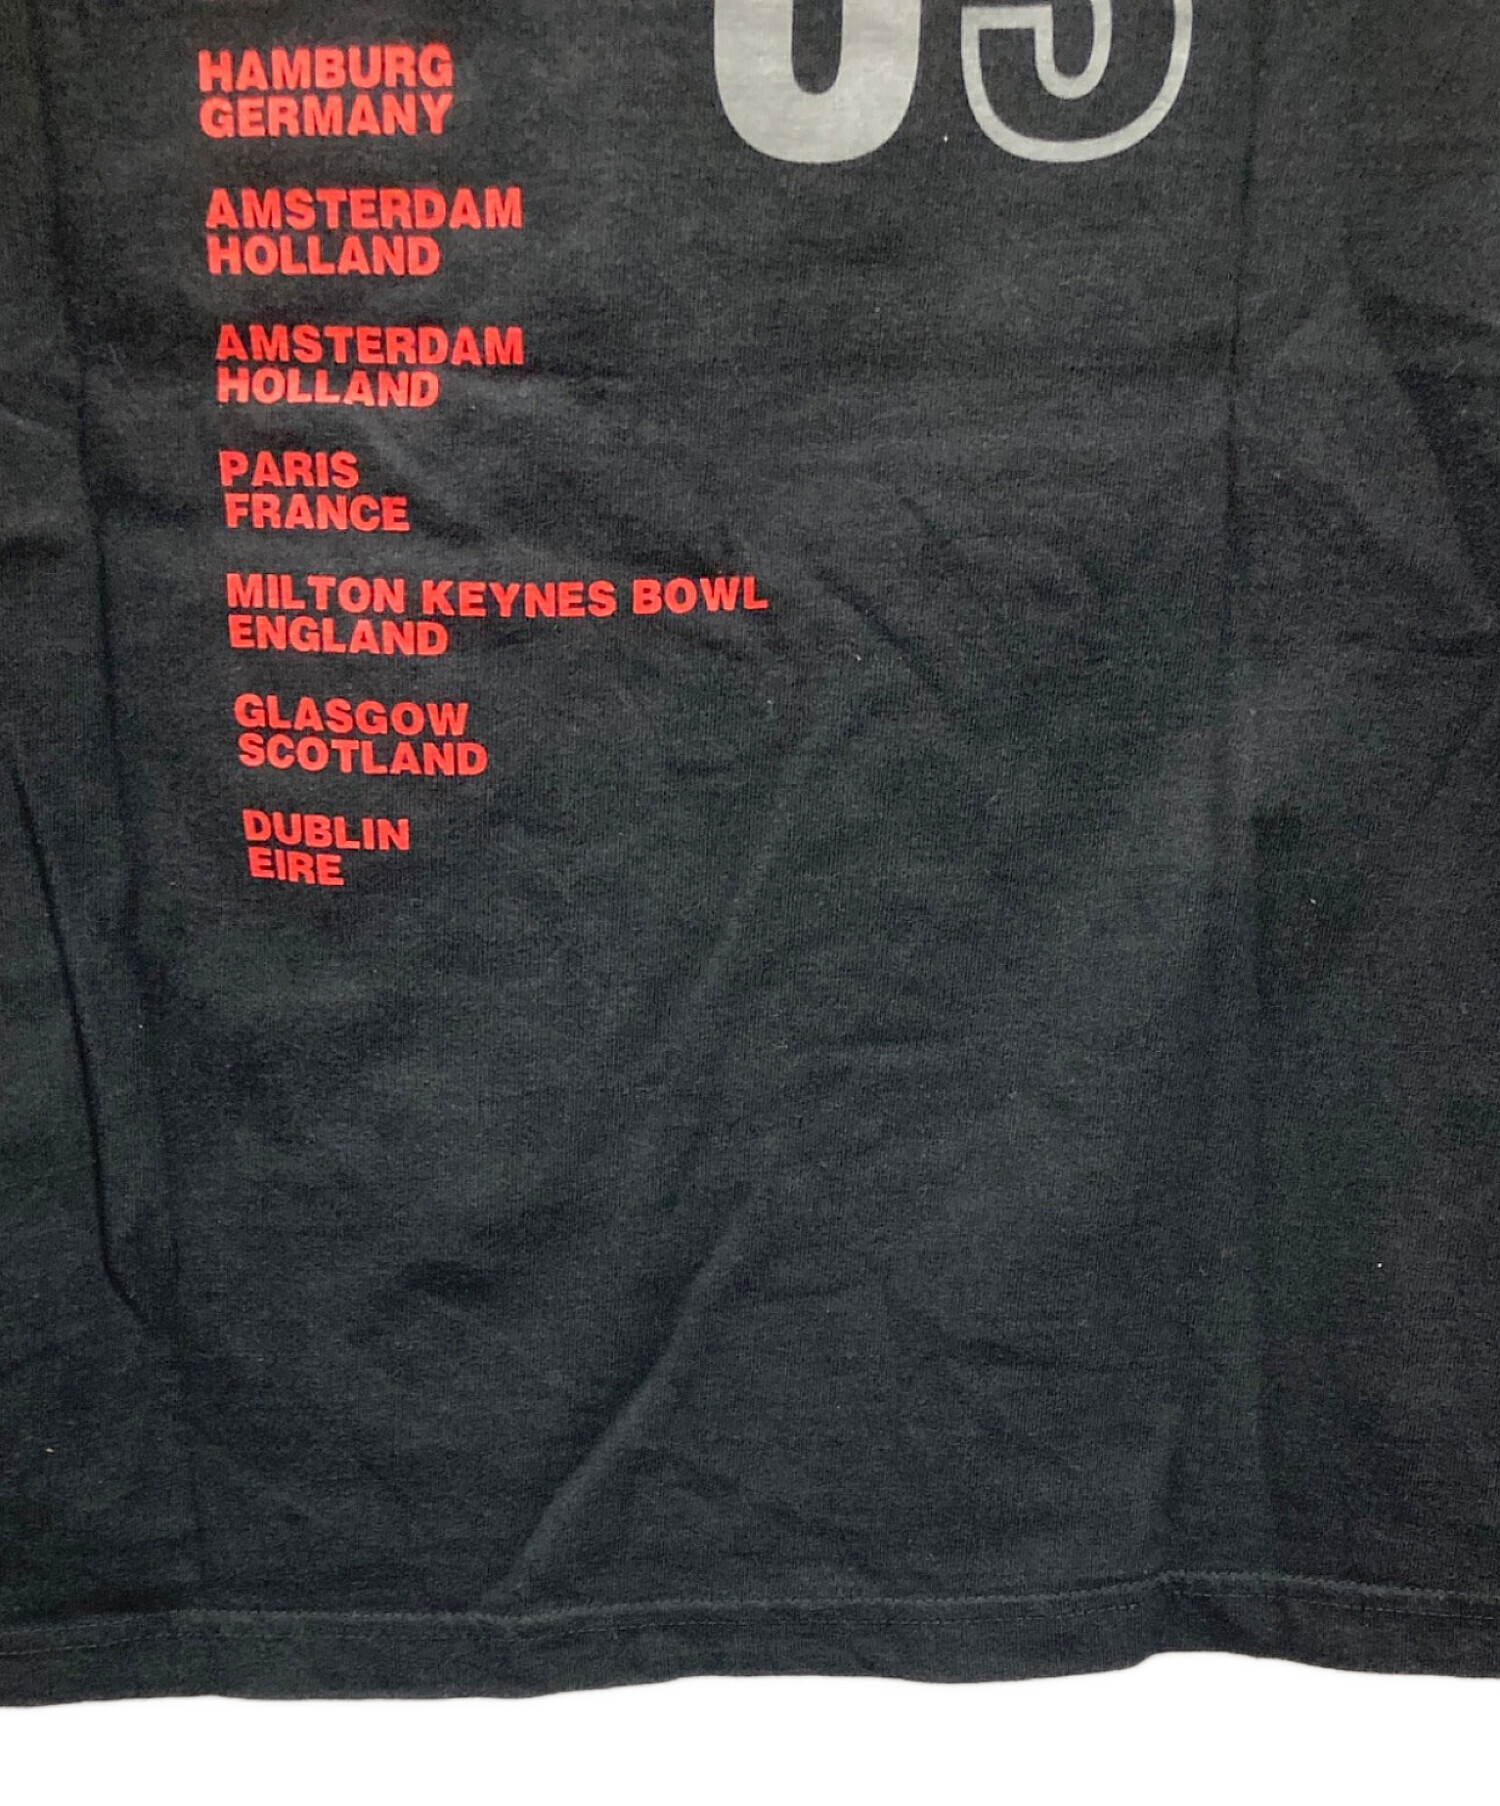 HAMBURG
GERMANY
AMSTERDAM
HOLLAND
AMSTERDAM
HOLLAND
PARIS
FRANCE
MILTON KEYNES BOWL
ENGLAND
GLASGOW
SCOTLAND
DUBLIN
EIRE